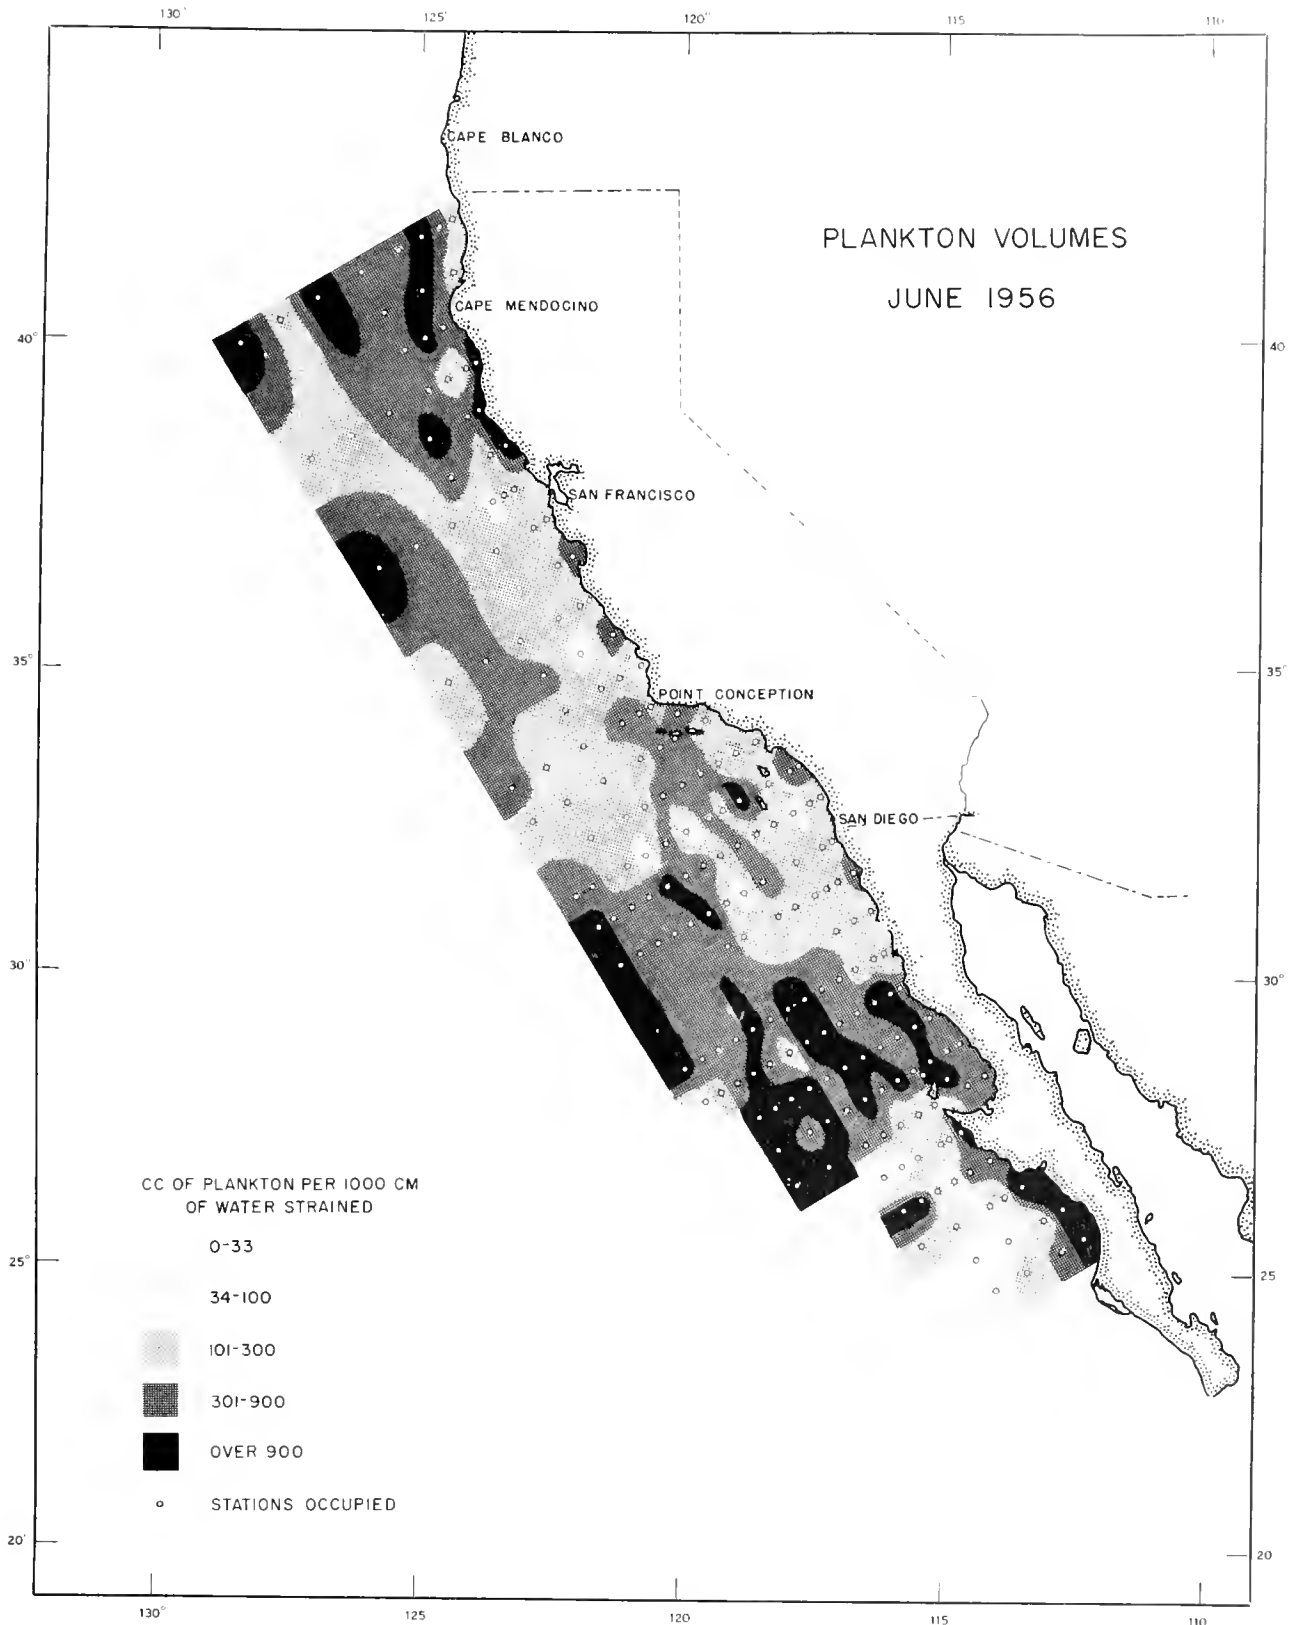 130°
125°
120°
115
110
CAPE BLANCO
PLANKTON VOLUMES
JUNE 1956
CAPE MENDOCINO
40°
40
SAN FRANCISCO
35°
35°
POINT CONCEPTION
SAN DIEGO
30°
30°
CC OF PLANKTON PER 1000 CM
OF WATER STRAINED
0-33
25°
25
34-100
101-300
301-900
OVER 900
STATIONS OCCUPIED
20°
20
130°
125
120
115
110